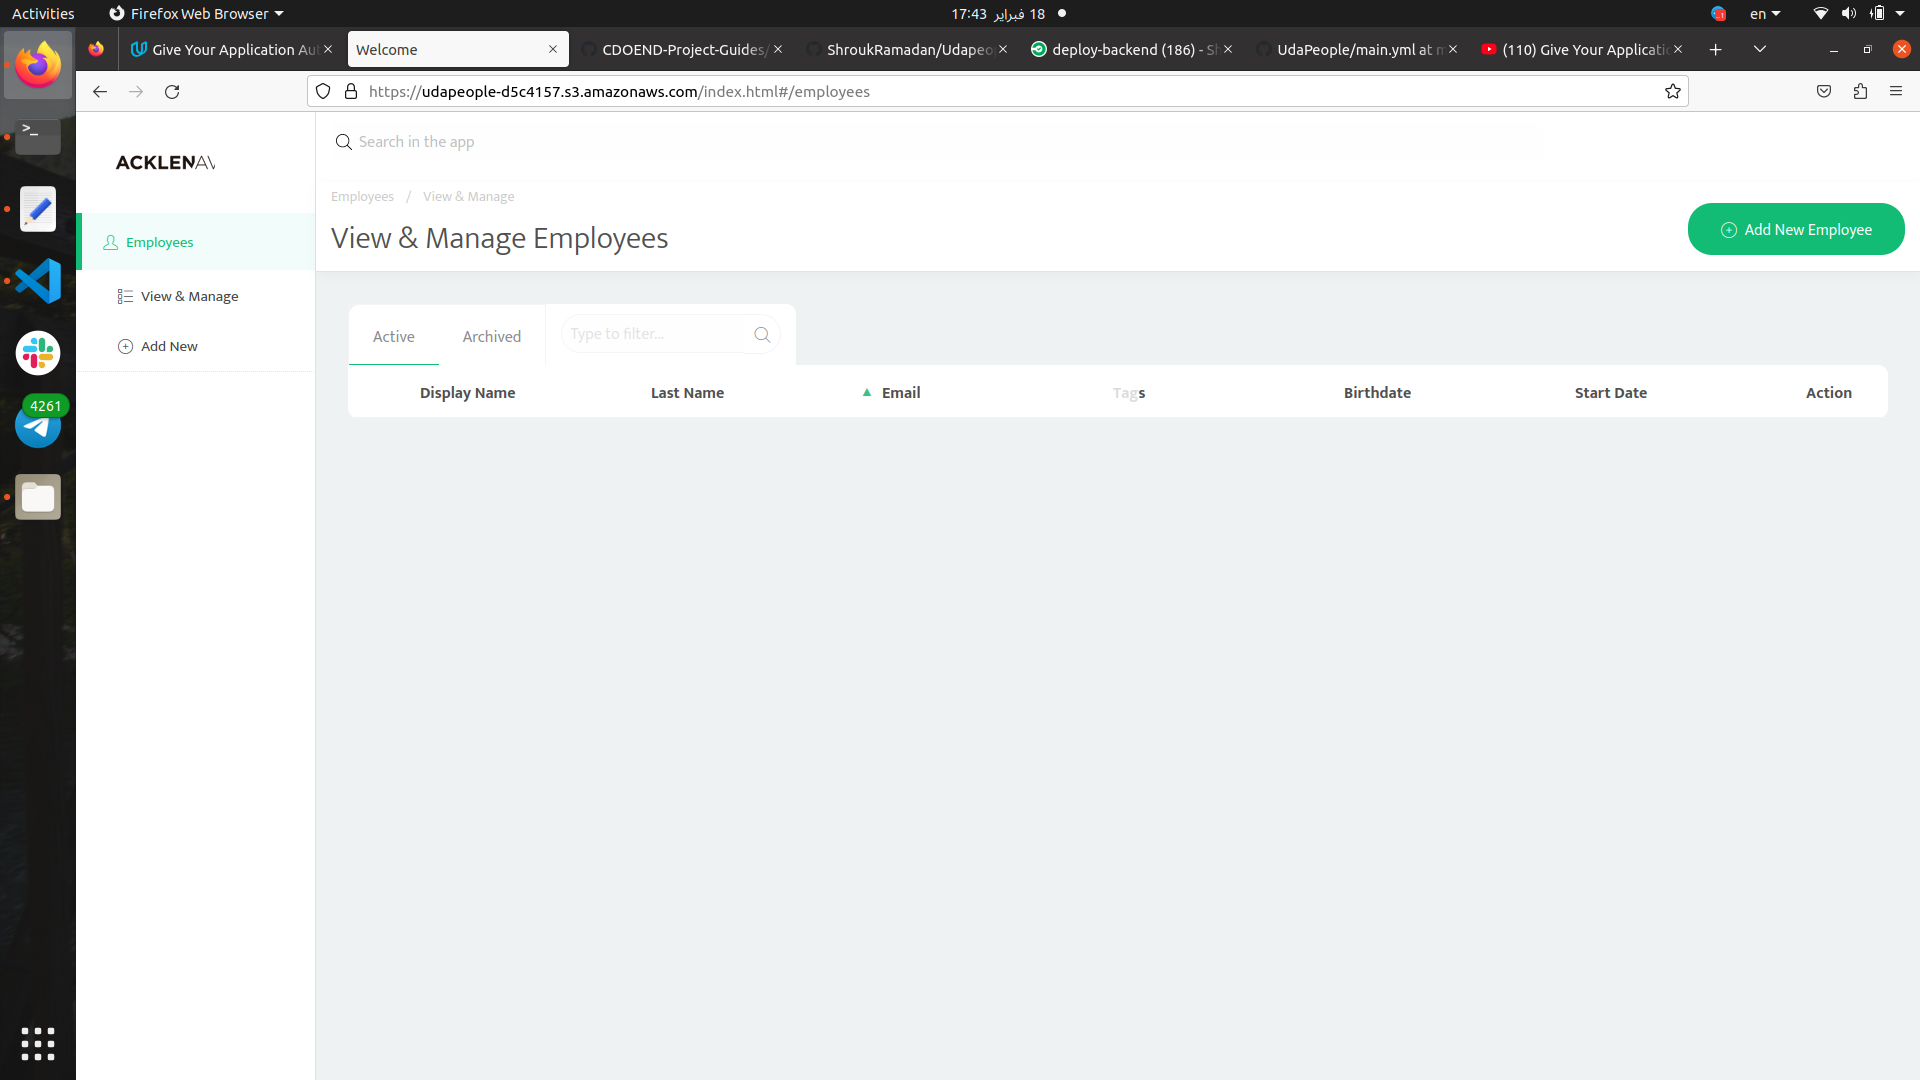 Activities
Firefox Web Browser
17:43 18 فبراير
en
Give Your Application Au
Welcome
CDOEND-Project-Guides/
ShroukRamadan/Udapeo
deploy-backend (186) - Sh
UdaPeople/main.yml at m
(110) Give Your Applicatio
https://udapeople-d5c4157.s3.amazonaws.com/index.html#/employees
>_
ACKLENAV
Search in the app
Employees / View & Manage
View & Manage Employees
Add New Employee
Employees
View & Manage
Add New
Active
Archived
Type to filter...
Display Name
Last Name
Email
Tags
Birthdate
Start Date
Action
4261